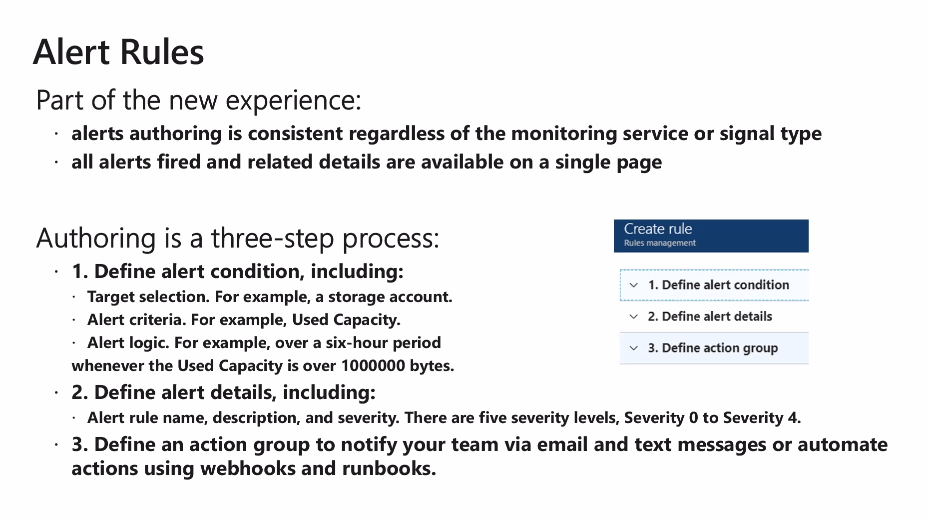 Alert Rules
Part of the new experience:
· alerts authoring is consistent regardless of the monitoring service or signal type
· all alerts fired and related details are available on a single page
Authoring is a three-step process:
· 1. Define alert condition, including:
· Target selection. For example, a storage account.
· Alert criteria. For example, Used Capacity.
· Alert logic. For example, over a six-hour period
whenever the Used Capacity is over 1000000 bytes.
· 2. Define alert details, including:
· Alert rule name, description, and severity. There are five severity levels, Severity 0 to Severity 4.
· 3. Define an action group to notify your team via email and text messages or automate
actions using webhooks and runbooks.
Create rule
Rules management
1. Define alert condition
2. Define alert details
3. Define action group